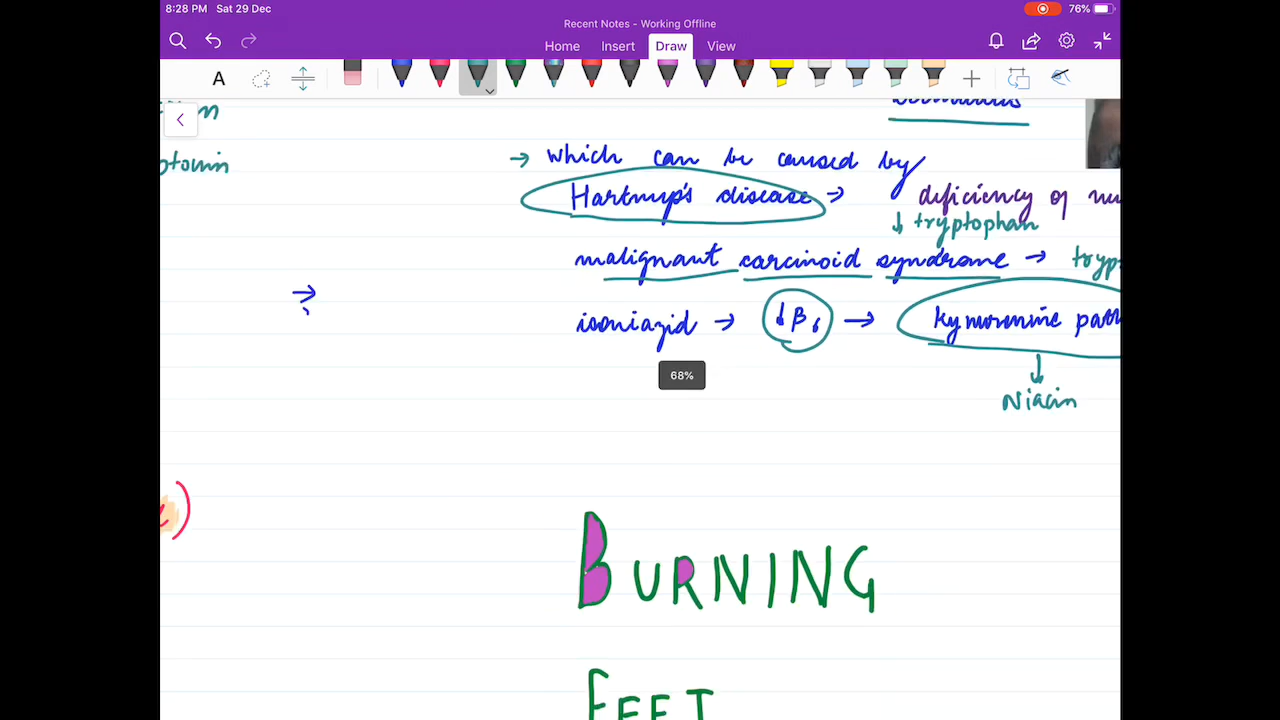 8:28 PM Sat 29 Dec
76%
Recent Notes - Working Offline
Home Insert Draw View
A
→ which can be caused by
Hartnup's disease →
deficiency of
↓ tryptophan
malignant carcinoid syndrome →
isoniazid → ↓ B6 → kynurenine
↓
Niacin
68%
BURNING
FEET